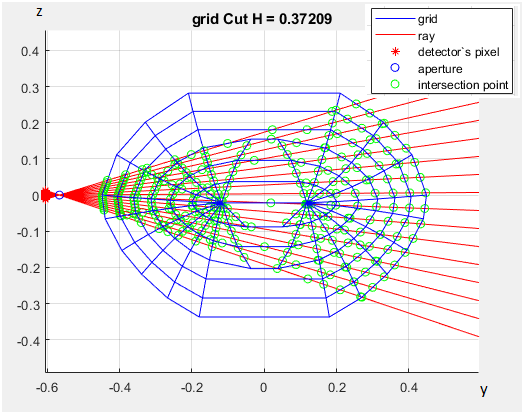 z
grid Cut H = 0.37209
grid
ray
detector`s pixel
aperture
intersection point
0.4
0.3
0.2
0.1
0
-0.1
-0.2
-0.3
-0.4
-0.6 -0.4 -0.2 0 0.2 0.4
y